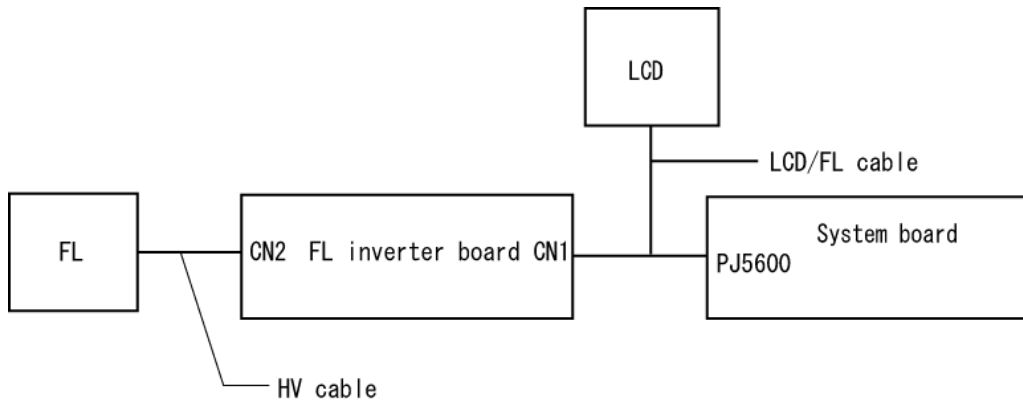 LCD
LCD/FL cable
FL
CN2 FL inverter board CN1
System board
PJ5600
HV cable